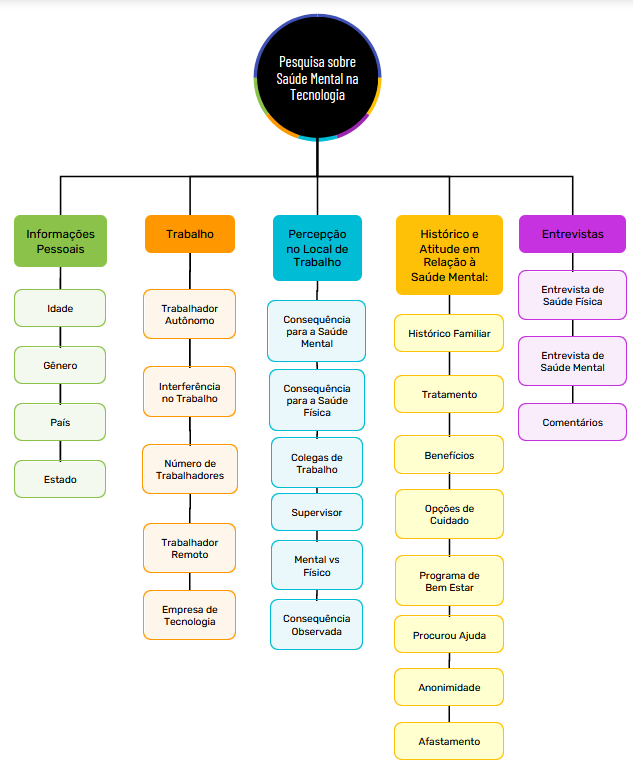 Pesquisa sobre
Saúde Mental na
Tecnologia
Informações
Pessoais
Idade
Gênero
País
Estado
Trabalho
Trabalhador
Autônomo
Interferência
no Trabalho
Número de
Trabalhadores
Trabalhador
Remoto
Empresa de
Tecnologia
Percepção
no Local de
Trabalho
Consequência
para a Saúde
Mental
Consequência
para a Saúde
Física
Colegas de
Trabalho
Supervisor
Mental vs
Físico
Consequência
Observada
Histórico e
Atitude em
Relação à
Saúde Mental:
Histórico Familiar
Tratamento
Benefícios
Opções de
Cuidado
Programa de
Bem Estar
Procurou Ajuda
Anonimidade
Afastamento
Entrevistas
Entrevista de
Saúde Física
Entrevista de
Saúde Mental
Comentários